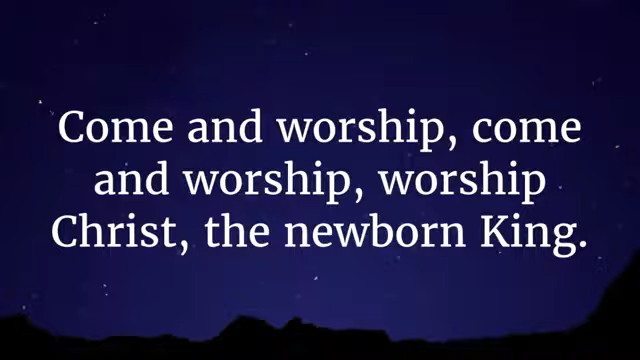 Come and worship, come
and worship, worship
Christ, the newborn King.